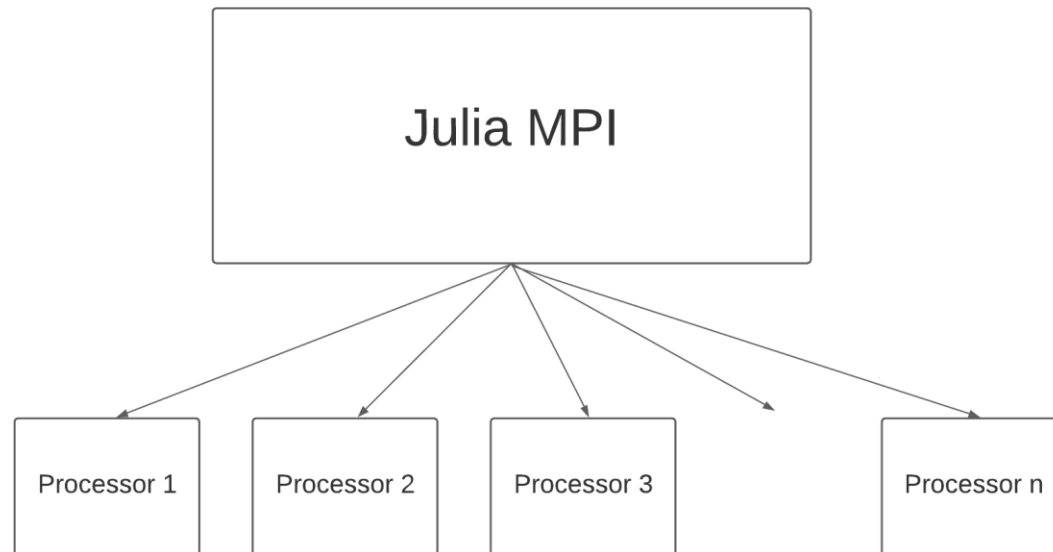 Julia MPI
Processor 1
Processor 2
Processor 3
Processor n